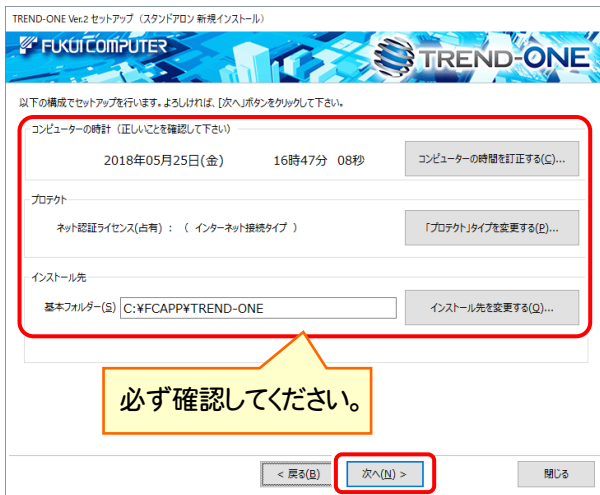 TREND-ONE Ver.2 セットアップ (スタンドアロン 新規インストール)
FUKUI COMPUTER
TREND-ONE
以下の構成でセットアップを行います。よろしければ、[次へ]ボタンをクリックして下さい。
コンピューターの時計 (正しいことを確認して下さい)
2018年05月25日(金) 16時47分 08秒 コンピューターの時間を訂正する(C)...
プロテクト
ネット認証ライセンス(占有) : ( インターネット接続タイプ ) 「プロテクト」タイプを変更する(P)...
インストール先
基本フォルダー(S) C:¥FCAPP¥TREND-ONE インストール先を変更する(O)...
必ず確認してください。
< 戻る(B) 次へ(N) > 閉じる